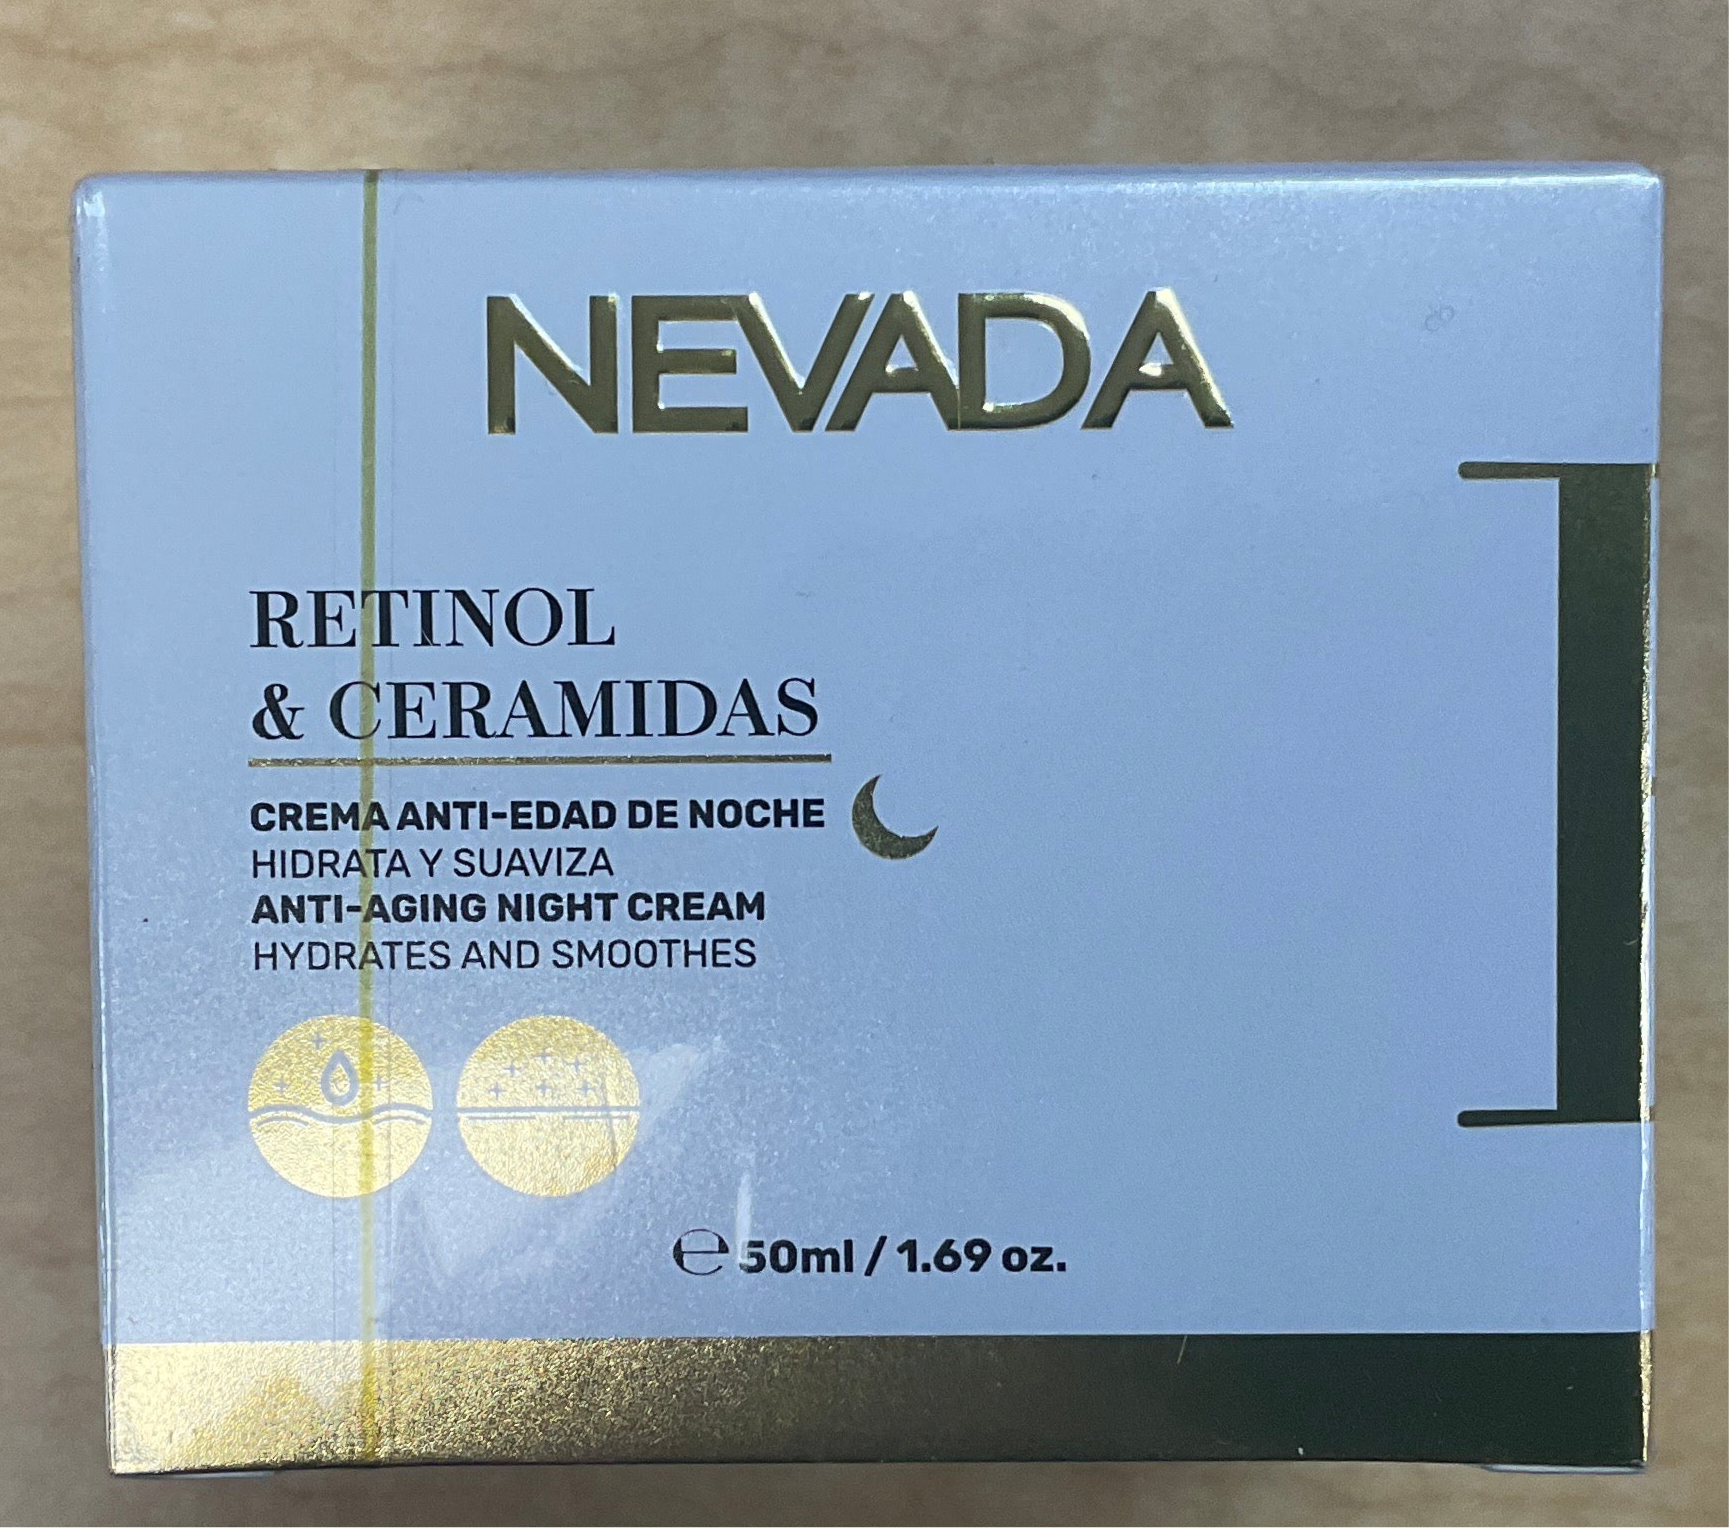 NEVADA
RETINOL
& CERAMIDAS
CREMA ANTI-EDAD DE NOCHE
HIDRATA Y SUAVIZA
ANTI-AGING NIGHT CREAM
HYDRATES AND SMOOTHES
℮ 50ml / 1.69 oz.